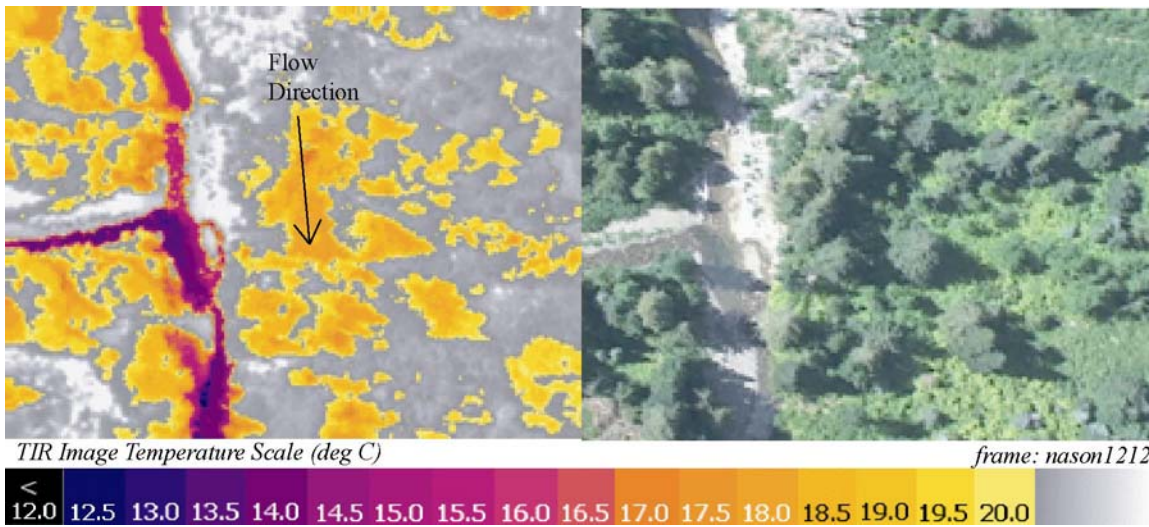 Flow
Direction
TIR Image Temperature Scale (deg C)
frame: nason1212
<
12.0 12.5 13.0 13.5 14.0 14.5 15.0 15.5 16.0 16.5 17.0 17.5 18.0 18.5 19.0 19.5 20.0